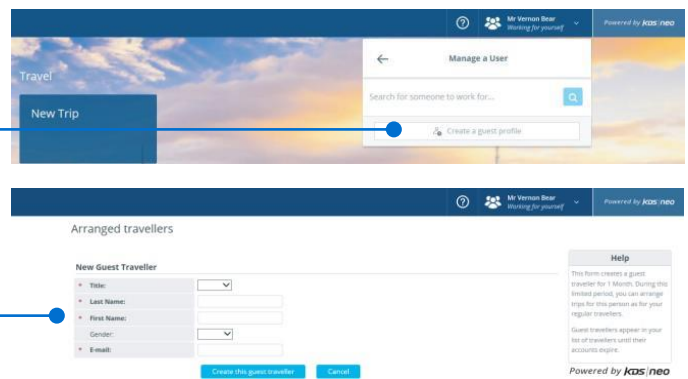 Mr Vernon Bear
Working for yourself
Powered by KDS|neo
Travel
Manage a User
Search for someone to work for...
New Trip
Create a guest profile
Mr Vernon Bear
Working for yourself
Powered by KDS|neo
Arranged travellers
Help
New Guest Traveller
This form creates a guest
traveller for 1 Month. During this
limited period, you can arrange
trips for this person as for your
regular travellers.
Guest travellers appear in your
list of travellers until their
accounts expire.
* Title:
* Last Name:
* First Name:
Gender:
* E-mail:
Create this guest traveller
Cancel
Powered by KDS|neo